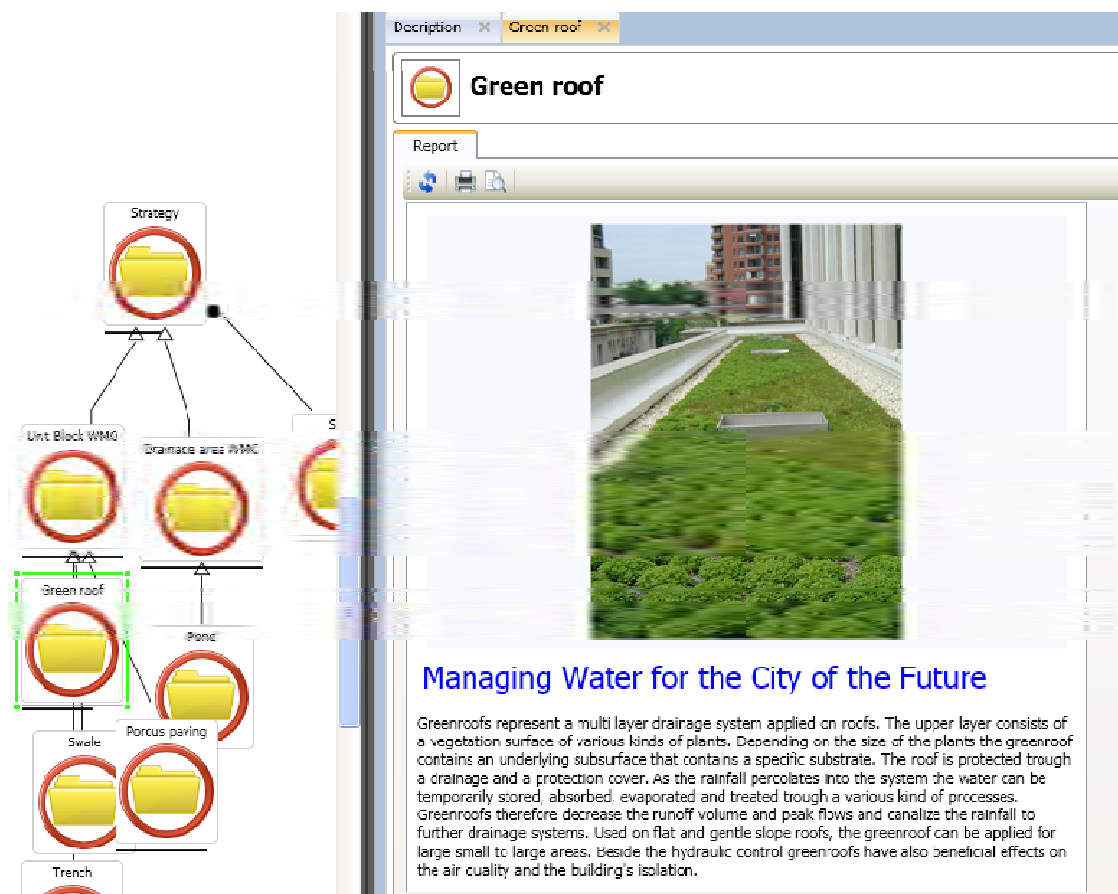 Decription
Green roof
Green roof
Report
Strategy
S
Unit Block WMC
Drainage area WMC
Green roof
Pond
Swale
Porous paving
Trench
Managing Water for the City of the Future
Greenroofs represent a multi layer drainage system applied on roofs. The upper layer consists of
a vegetation surface of various kinds of plants. Depending on the size of the plants the greenroof
contains an underlying subsurface that contains a specific substrate. The roof is protected trough
a drainage and a protection cover. As the rainfall percolates into the system the water can be
temporarily stored, absorbed, evaporated and treated trough a various kind of processes.
Greenroofs therefore decrease the runoff volume and peak flows and canalize the rainfall to
further drainage systems. Used on flat and gentle slope roofs, the greenroof can be applied for
large small to large areas. Beside the hydraulic control greenroofs have also beneficial effects on
the air quality and the building's isolation.